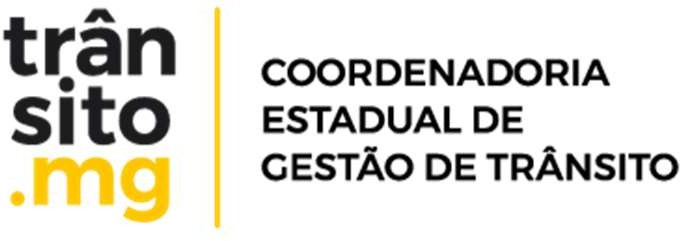 trân
sito
.mg
COORDENADORIA
ESTADUAL DE
GESTÃO DE TRÂNSITO